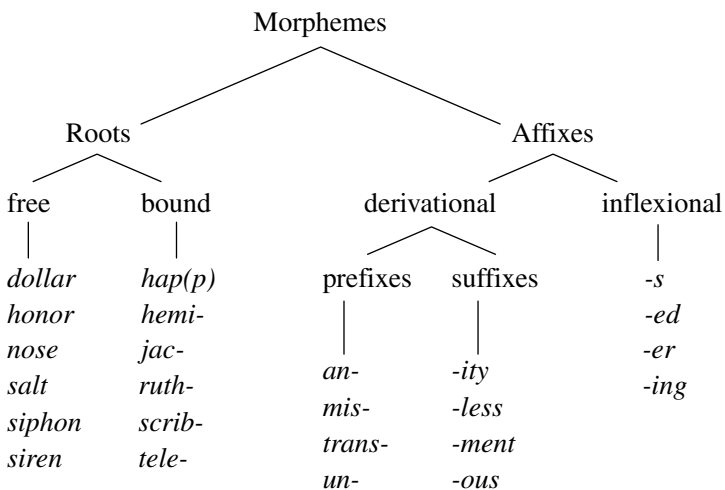 Morphemes
Roots Affixes
free bound derivational inflexional
dollar hap(p) prefixes suffixes -s
honor hemi- -ed
nose jac- -er
salt ruth- an- -ity -ing
siphon scrib- mis- -less
siren tele- trans- -ment
un- -ous